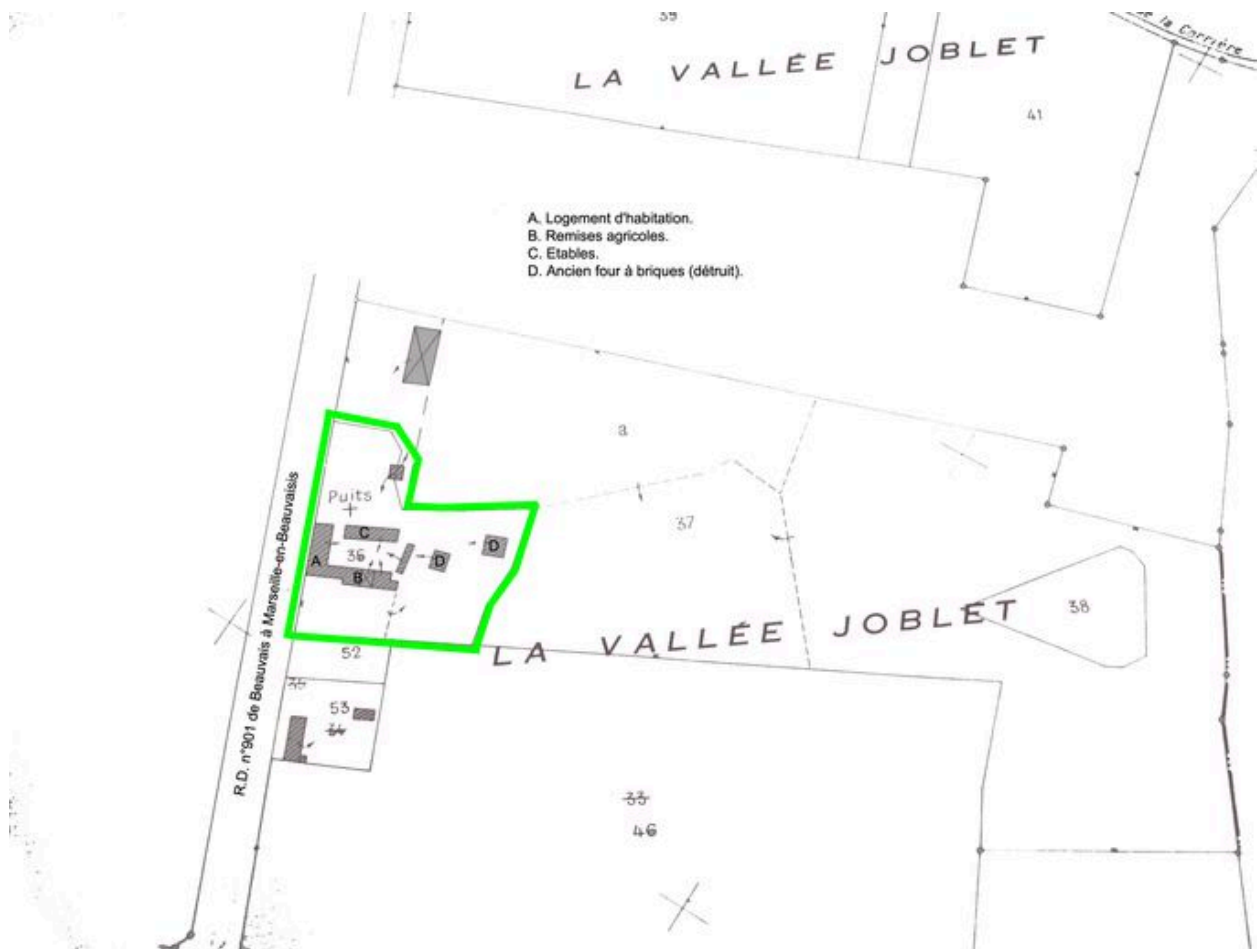 39
de la Carrière
LA VALLÉE JOBLET
41
A. Logement d'habitation.
B. Remises agricoles.
C. Etables.
D. Ancien four à briques (détruit).
a
Puits
37
C
D
D
A
36
B
38
LA VALLÉE JOBLET
52
35
53
34
R.D. n°901 de Beauvais à Marseille-en-Beauvaisis
33
46